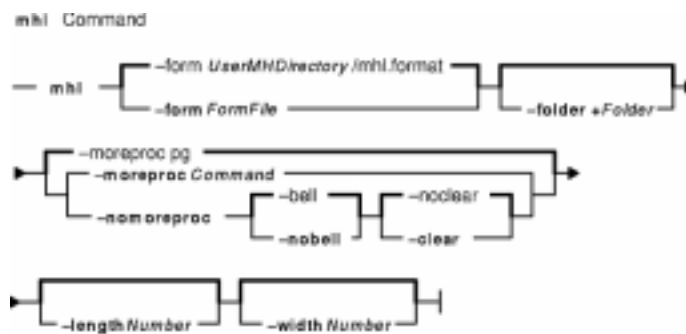 mhl Command
–form UserMHDirectory /mhl.format
mhl
–form FormFile
–folder +Folder
–moreproc pg
–moreproc Command
–bell –noclear
–nomoreproc
–nobell –clear
–length Number –width Number